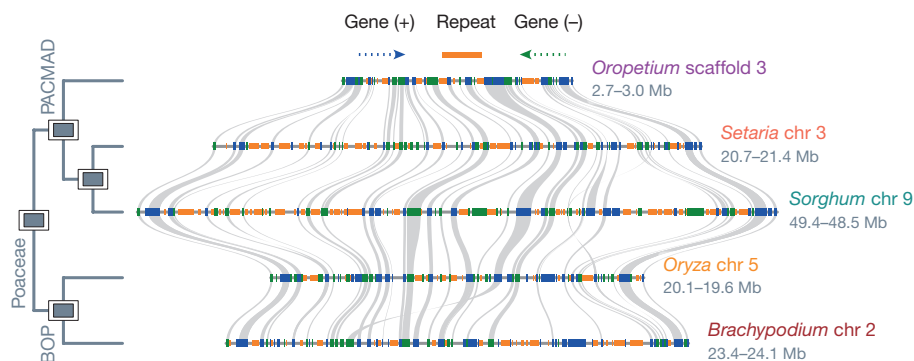 Gene (+) Repeat Gene (–)
PACMAD
Oropetium scaffold 3
2.7–3.0 Mb
Setaria chr 3
20.7–21.4 Mb
Sorghum chr 9
49.4–48.5 Mb
Poaceae
Oryza chr 5
20.1–19.6 Mb
BOP
Brachypodium chr 2
23.4–24.1 Mb